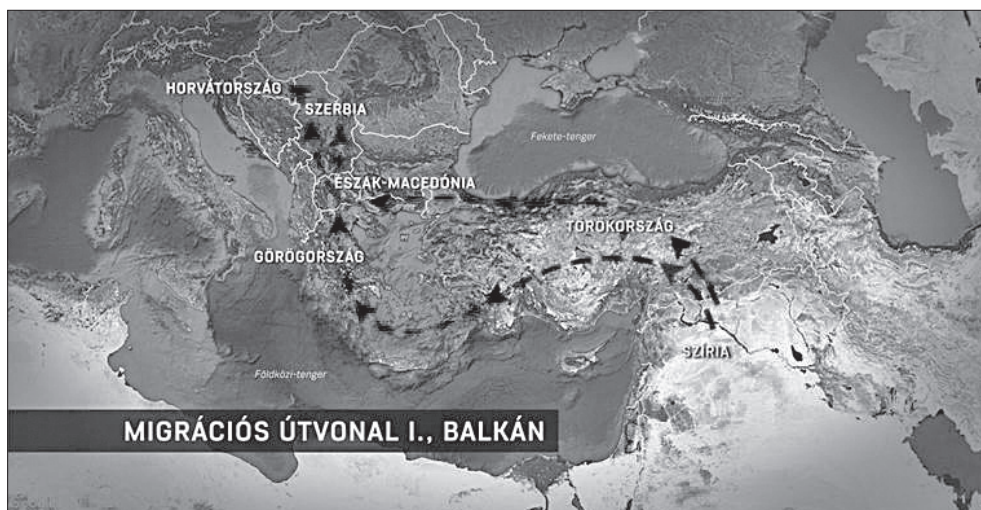 HORVÁTORSZÁG
SZERBIA
Fekete-tenger
ÉSZAK-MACEDÓNIA
TÖRÖKORSZÁG
GÖRÖGORSZÁG
SZÍRIA
Földközi-tenger
MIGRÁCIÓS ÚTVONAL I., BALKÁN